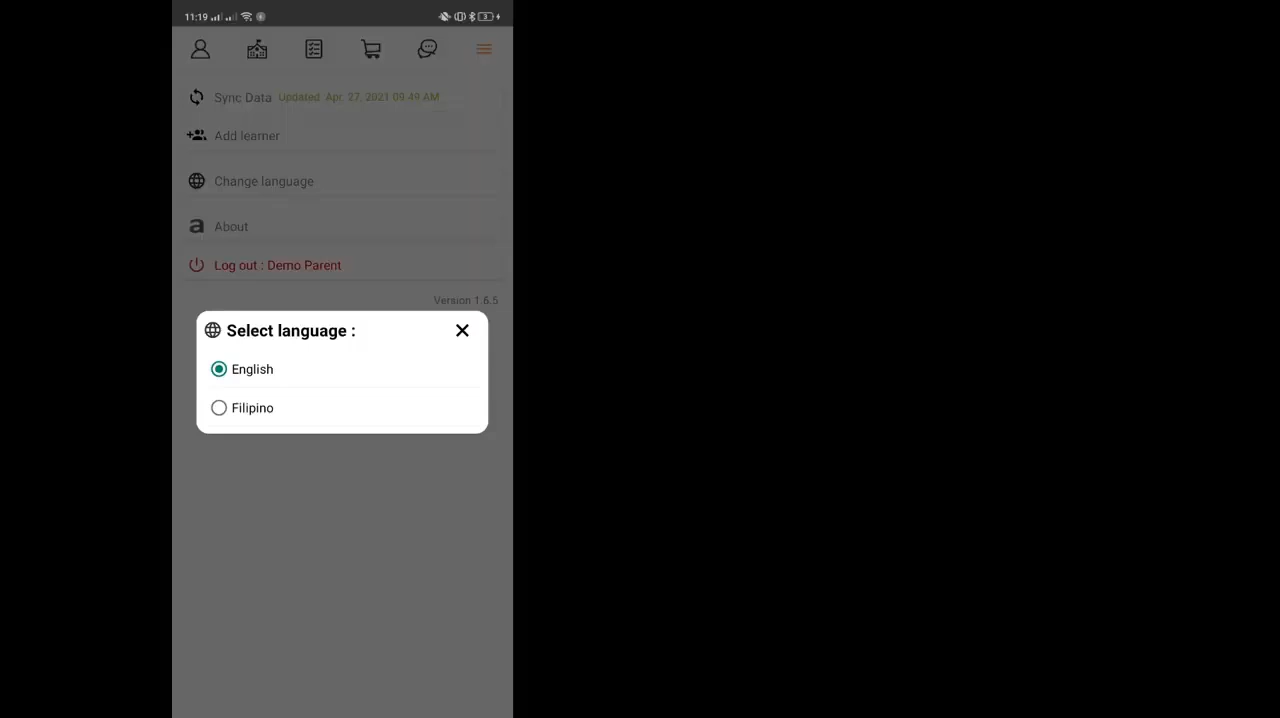 11:19
3
Sync Data Updated Apr. 27, 2021 09:49 AM
Add learner
Change language
a About
Log out : Demo Parent
Version 1.6.5
Select language :
English
Filipino